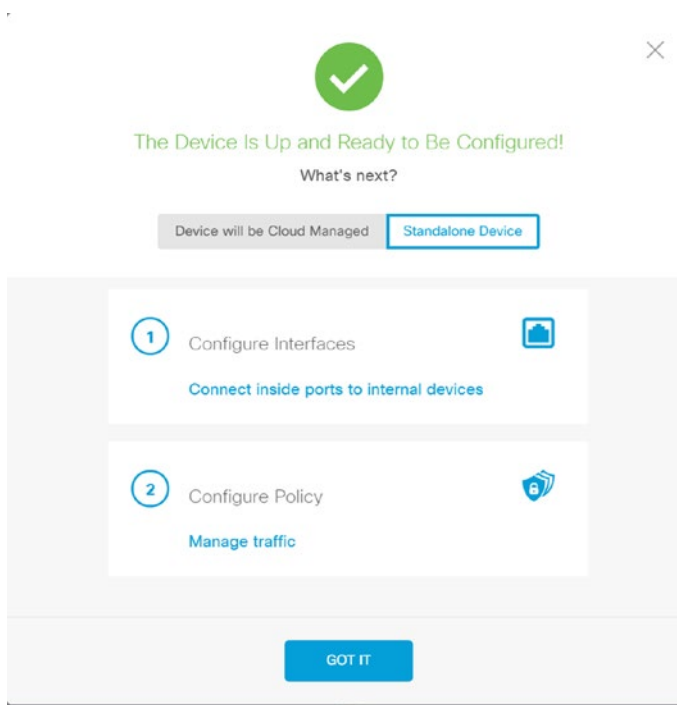 The Device Is Up and Ready to Be Configured!
What's next?
Device will be Cloud Managed
Standalone Device
1
Configure Interfaces
Connect inside ports to internal devices
2
Configure Policy
Manage traffic
GOT IT